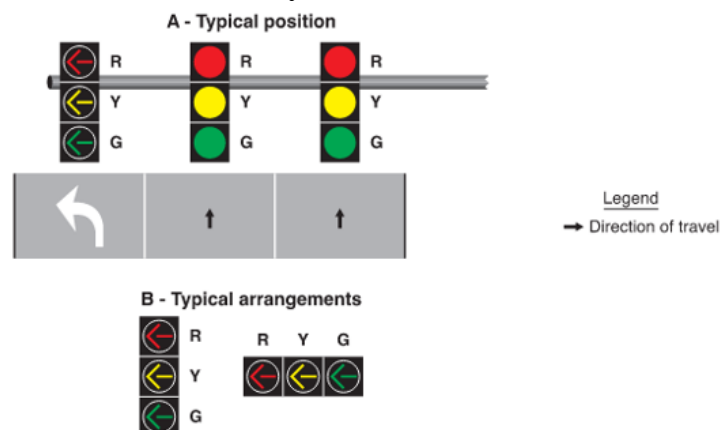 A - Typical position
R R R
Y Y Y
G G G
Legend
Direction of travel
B - Typical arrangements
R
Y
G
R Y G